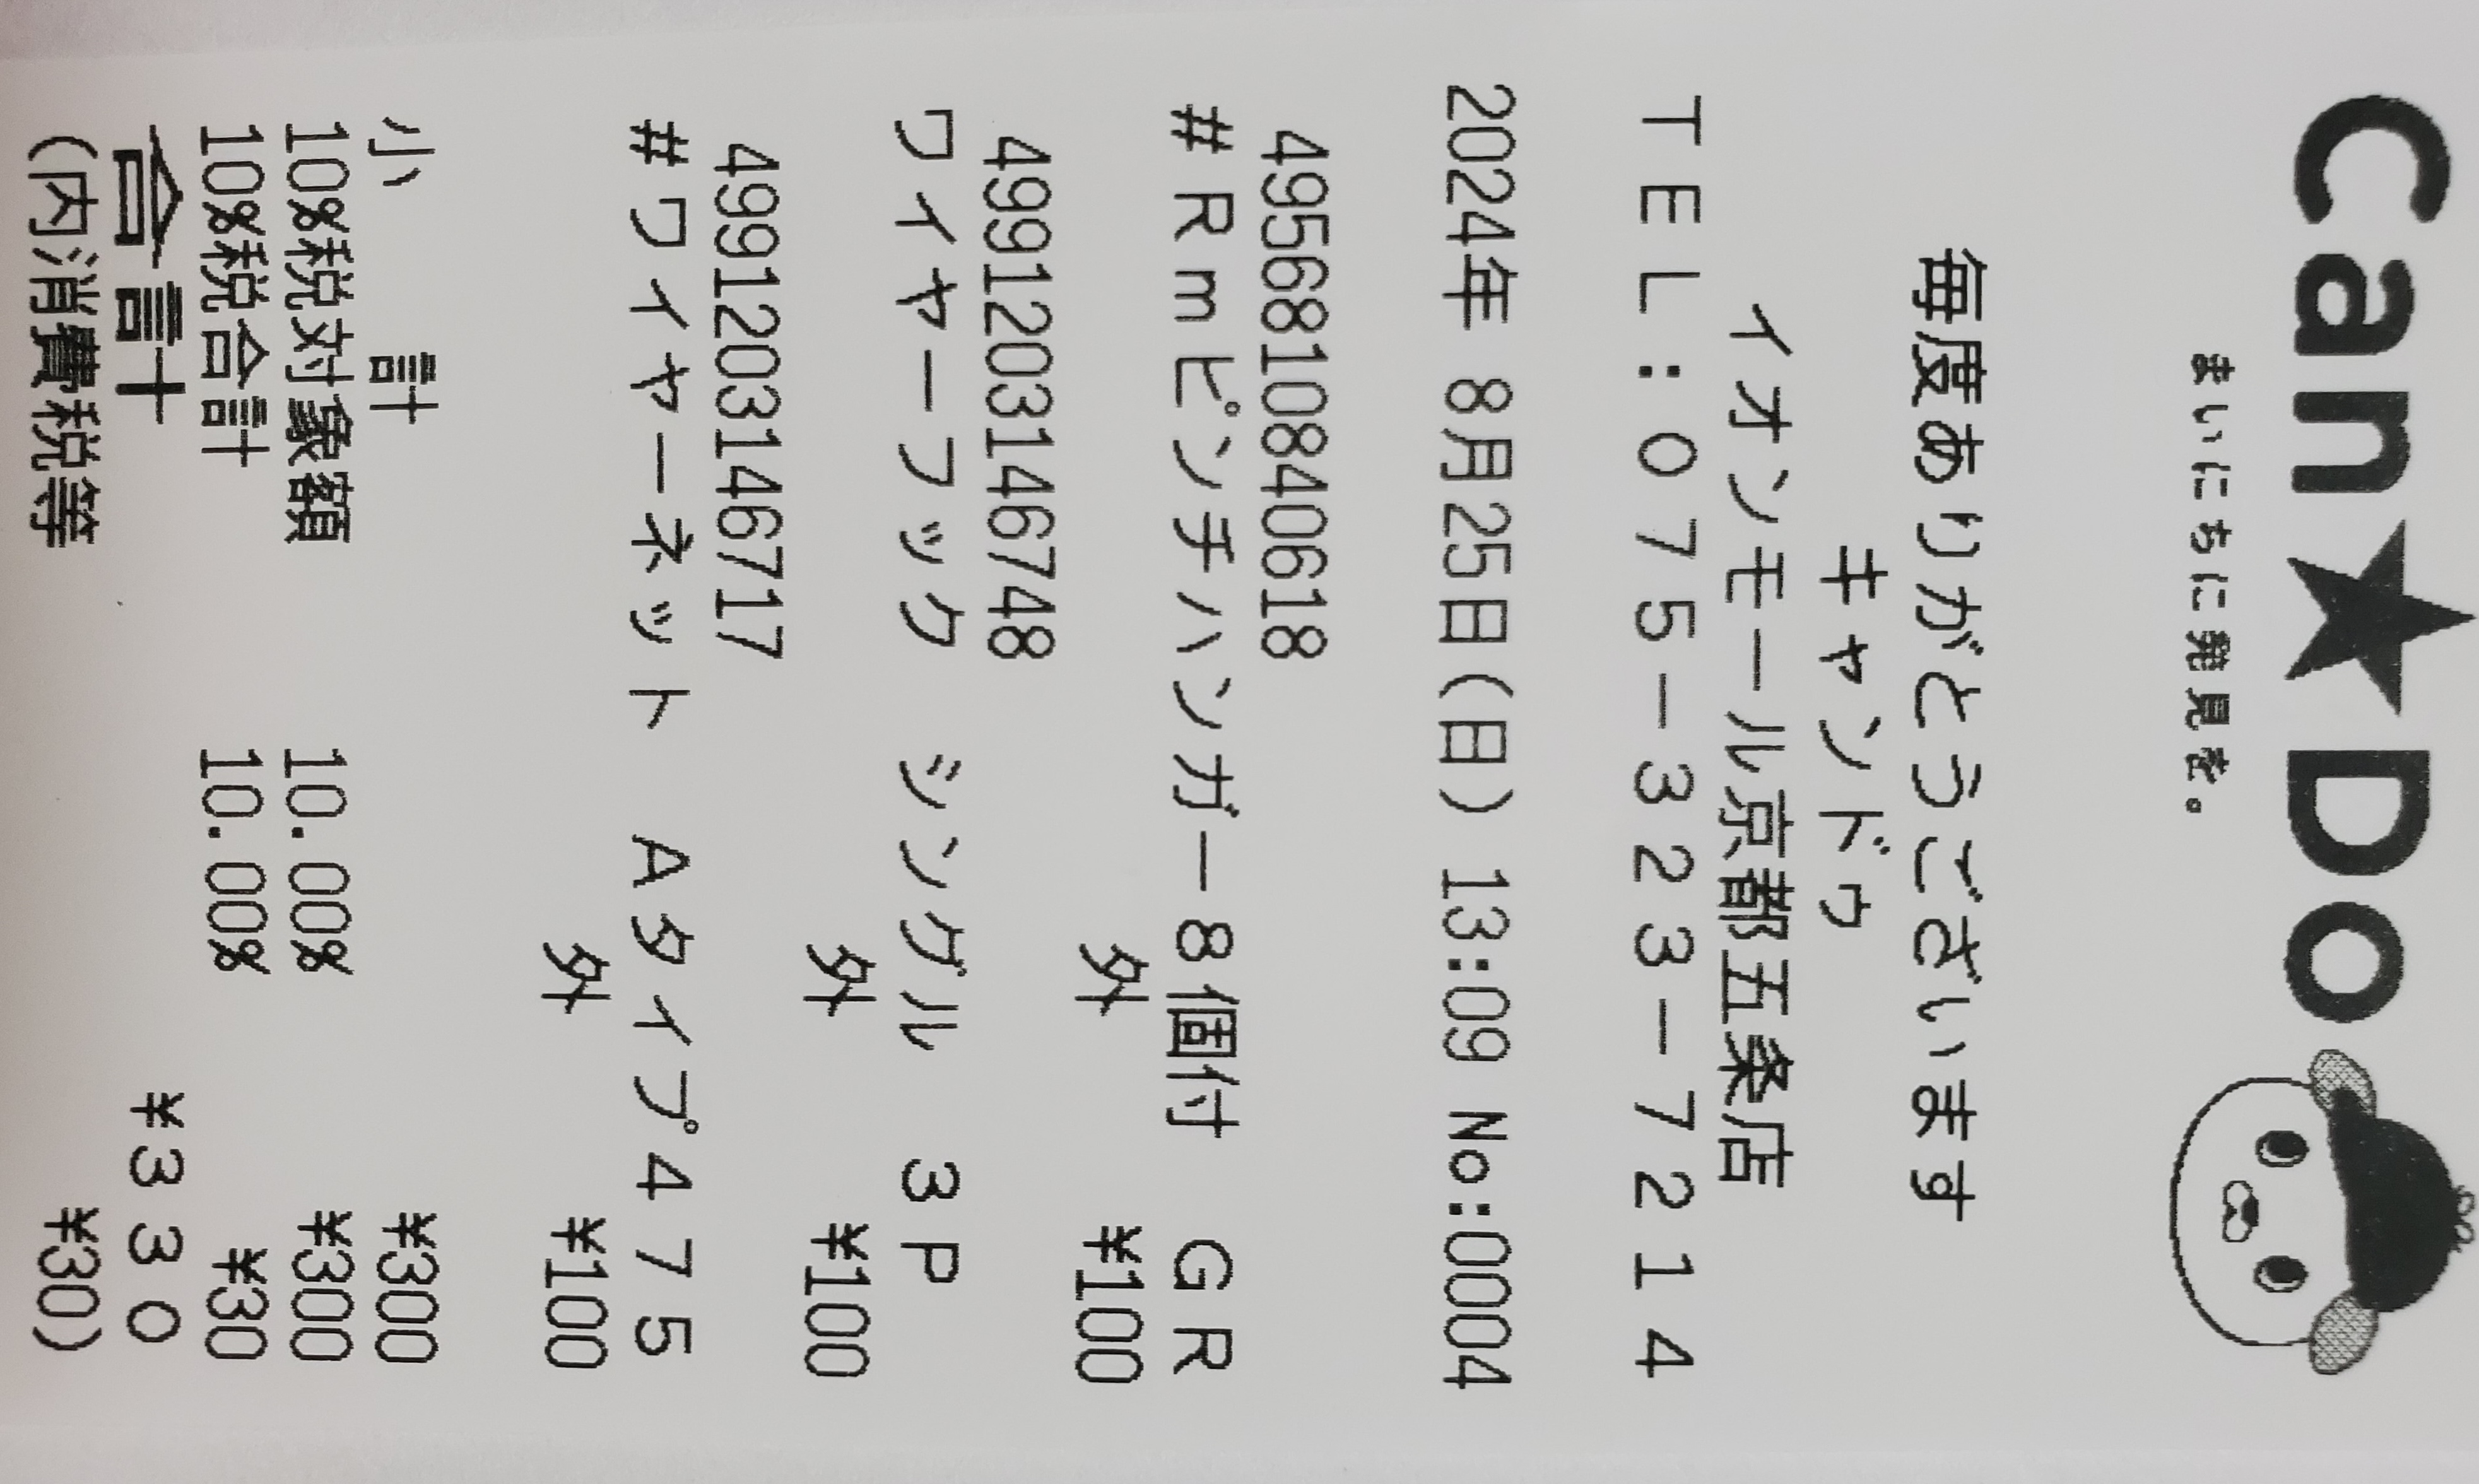 Can★Do
まいにちに発見を。
毎度ありがとうございます
キャンドゥ
イオンモール京都五条店
ＴＥＬ：０７５－３２３－７２１４
2024年 8月25日(日) 13:09 No:0004
4956810840618
＃Ｒｍピンチハンガー８個付　ＧＲ
外 ¥100
4991203146748
ワイヤーフック　シングル　３Ｐ
外 ¥100
4991203146717
＃ワイヤーネット　Ａタイプ４７５
外 ¥100
小　計 ¥300
10%税対象額 10.00% ¥300
10%税合計 10.00% ¥30
合計 ¥３３０
(内消費税等 ¥30)